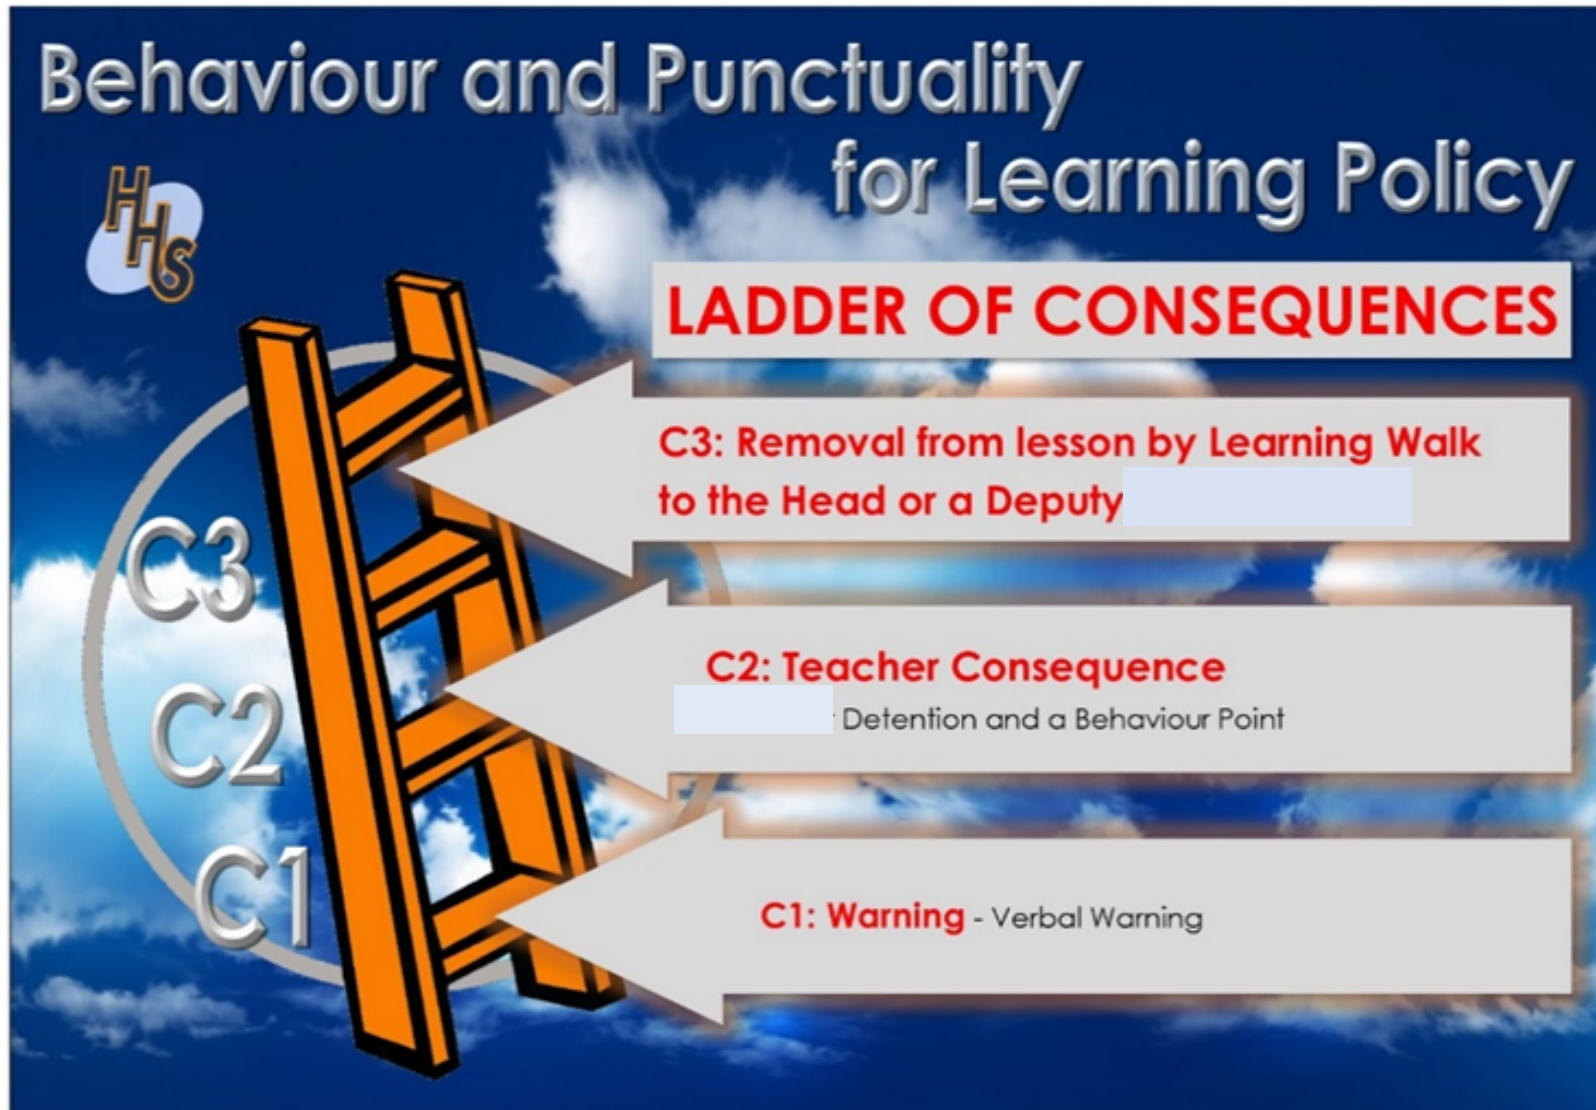 Behaviour and Punctuality
for Learning Policy
HHS
LADDER OF CONSEQUENCES
C3: Removal from lesson by Learning Walk
to the Head or a Deputy
C3
C2: Teacher Consequence
Detention and a Behaviour Point
C2
C1
C1: Warning - Verbal Warning